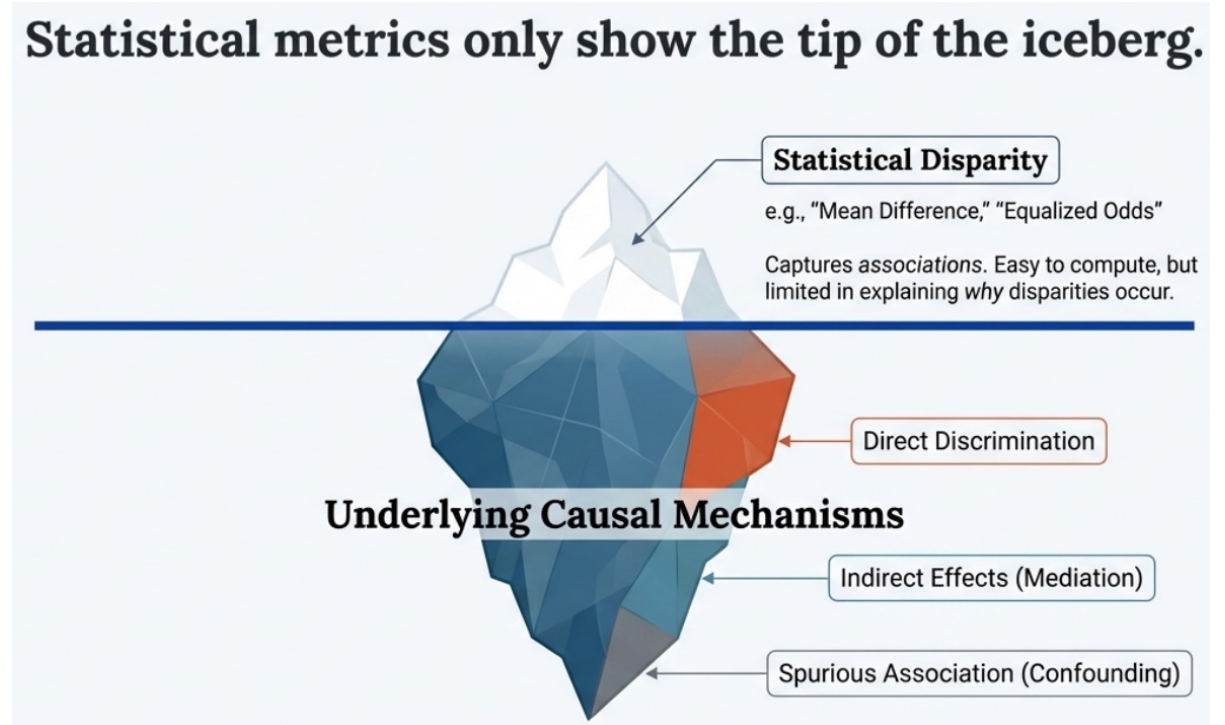 Statistical metrics only show the tip of the iceberg.
Statistical Disparity
e.g., “Mean Difference,” “Equalized Odds”
Captures associations. Easy to compute, but
limited in explaining why disparities occur.
Direct Discrimination
Underlying Causal Mechanisms
Indirect Effects (Mediation)
Spurious Association (Confounding)